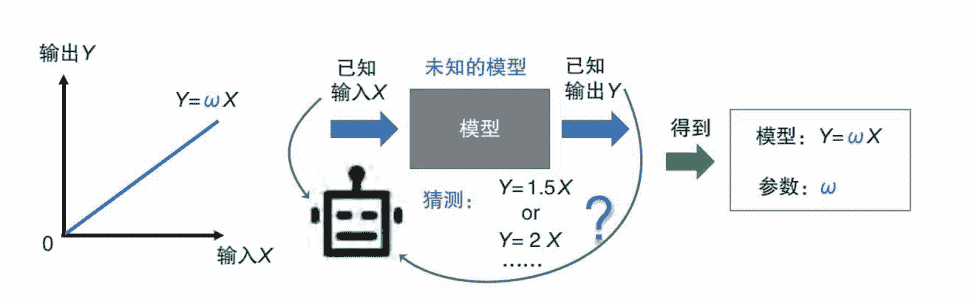 输出Y
Y=ωX
0
输入X
已知
输入X
未知的模型
模型
已知
输出Y
猜测：
Y=1.5X
or
Y=2X
……
?
得到
模型：Y=ωX
参数：ω